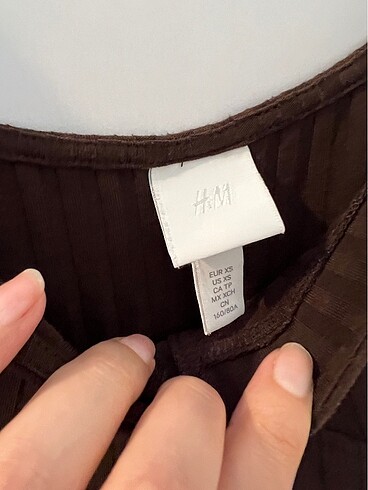 H&M
EUR XS
US XS
CA TP
MX XCH
CN
160/80A